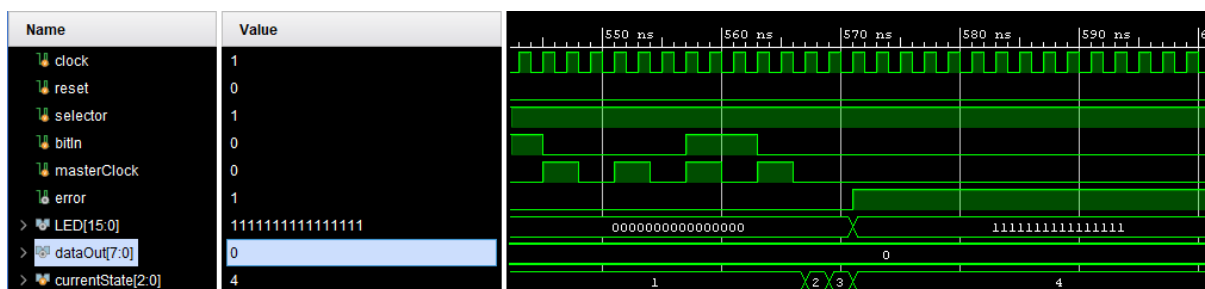 Name Value
550 ns 560 ns 570 ns 580 ns 590 ns 6
clock 1
reset 0
selector 1
bitIn 0
masterClock 0
error 1
LED[15:0] 1111111111111111 0000000000000000 1111111111111111
dataOut[7:0] 0 0
currentState[2:0] 4 1 2 3 4